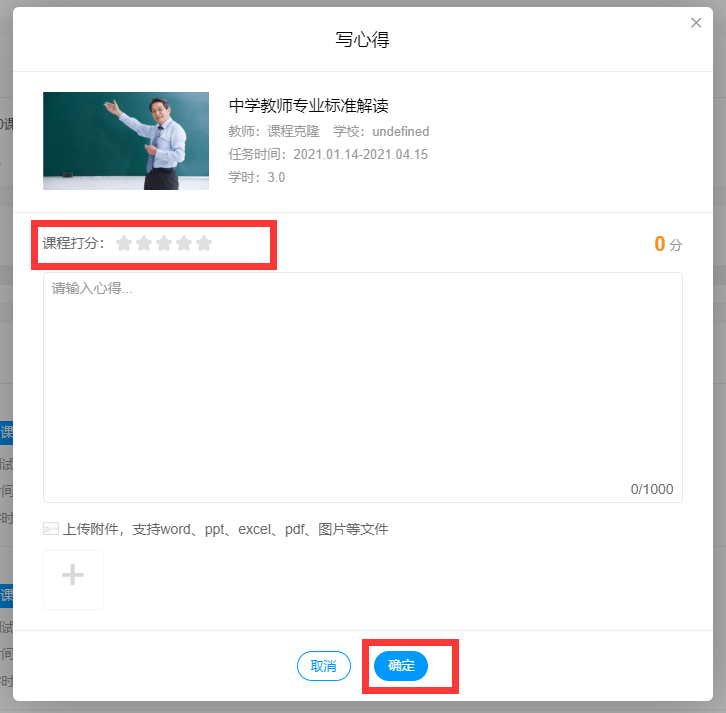 写心得
中学教师专业标准解读
教师：课程克隆 学校：undefined
任务时间：2021.01.14-2021.04.15
学时：3.0
课程打分：
0 分
请输入心得...
0/1000
上传附件，支持word、ppt、excel、pdf、图片等文件
取消
确定